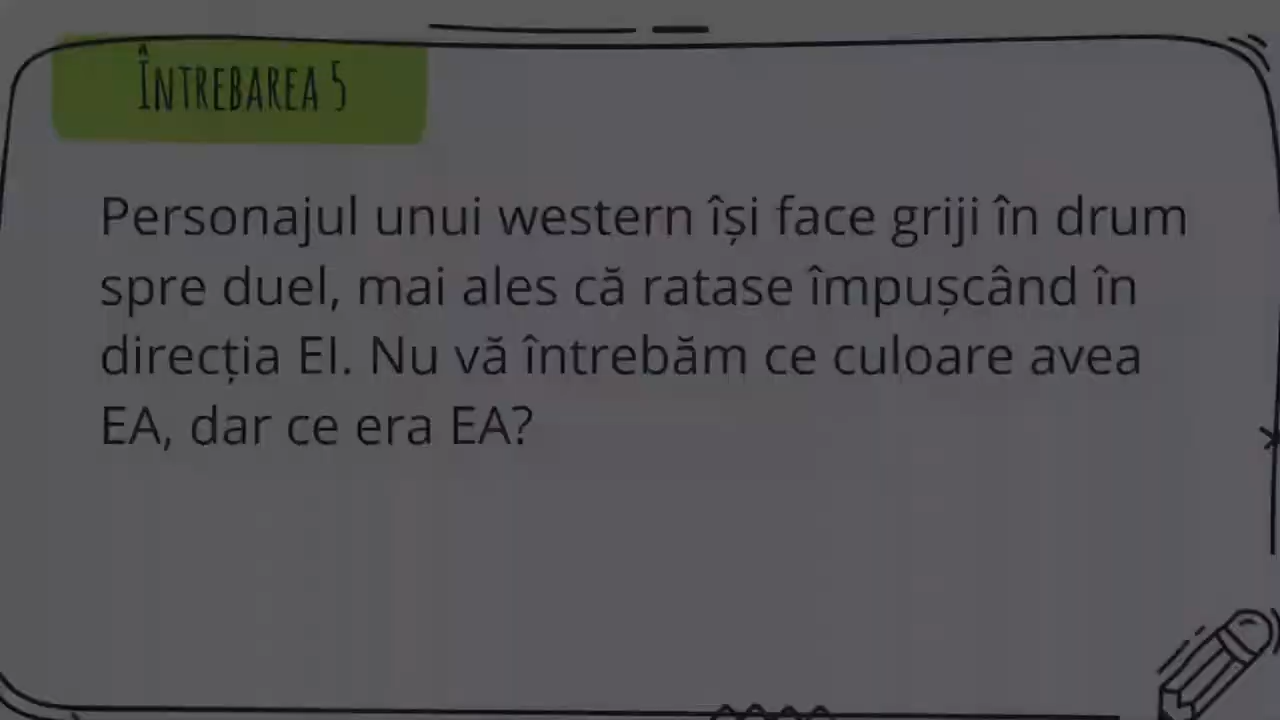 ÎNTREBAREA 5
Personajul unui western își face griji în drum
spre duel, mai ales că ratase împușcând în
direcția EI. Nu vă întrebăm ce culoare avea
EA, dar ce era EA?